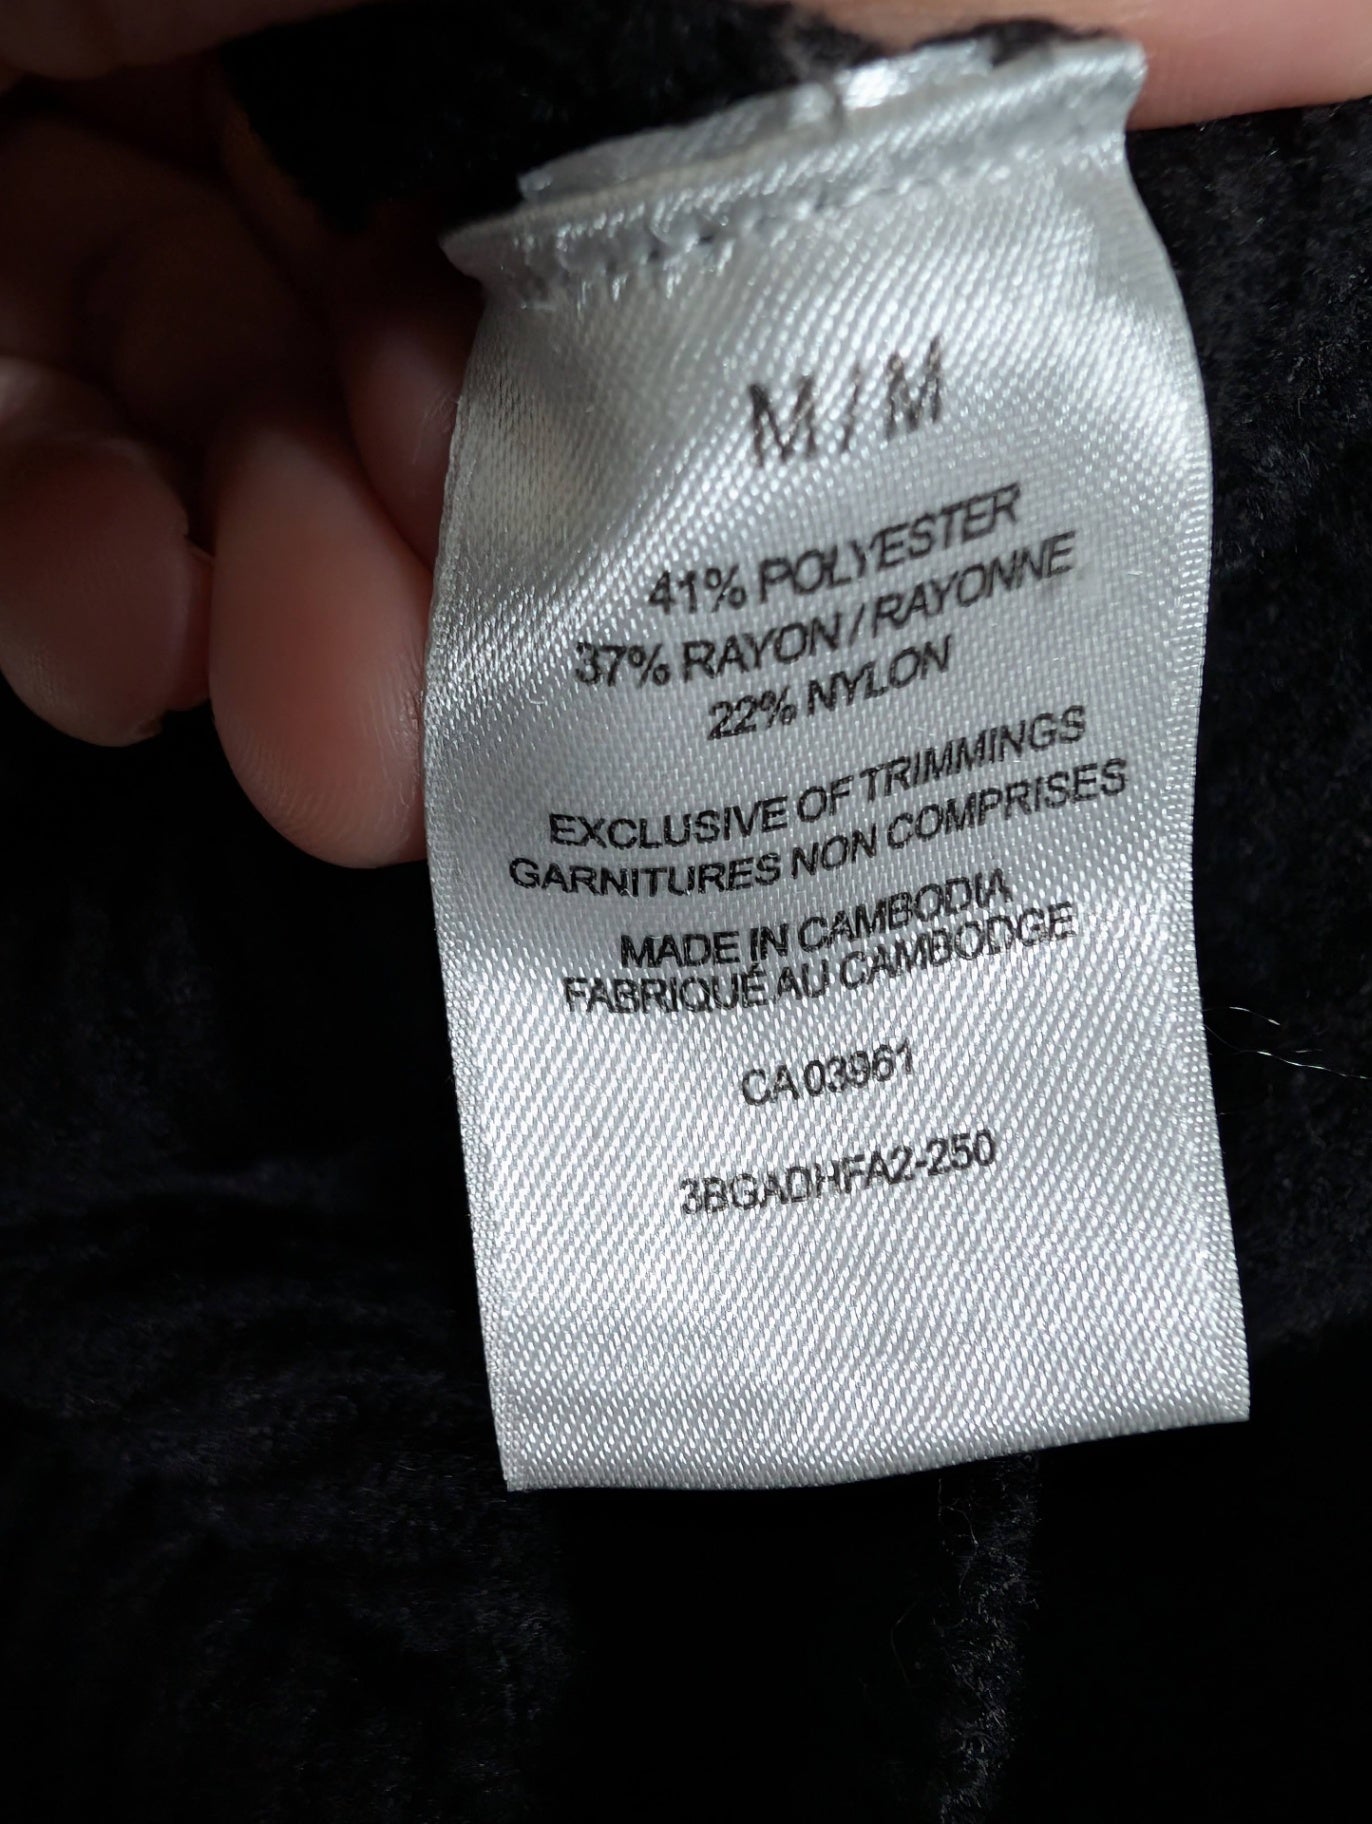 M/M
41% POLYESTER
37% RAYON/RAYONNE
22% NYLON
EXCLUSIVE OF TRIMMINGS
GARNITURES NON COMPRISES
MADE IN CAMBODIA
FABRIQUÉ AU CAMBODGE
CA 03961
3BGADHFA2-250